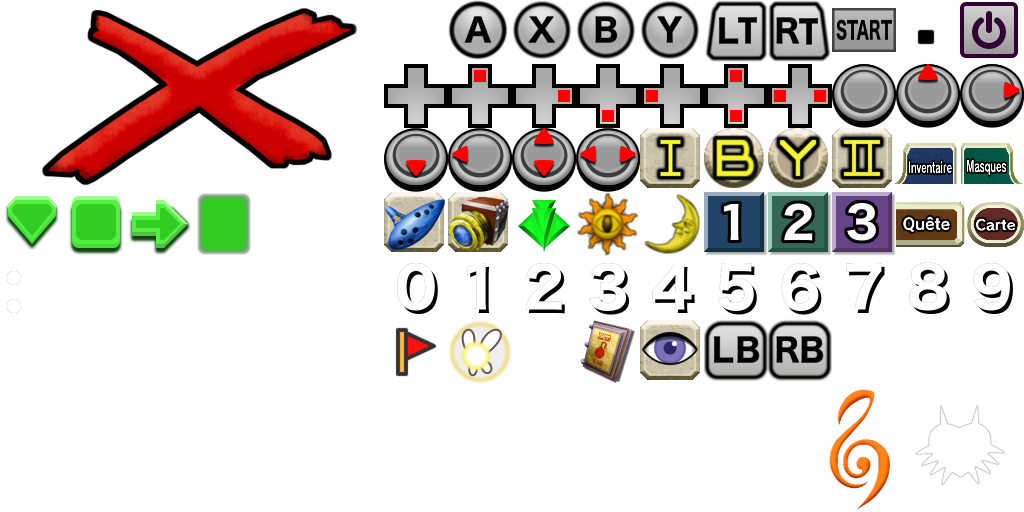 A X B Y LT RT START
I B Y II Inventaire Masques
1 2 3 Quête Carte
0 1 2 3 4 5 6 7 8 9
LB RB